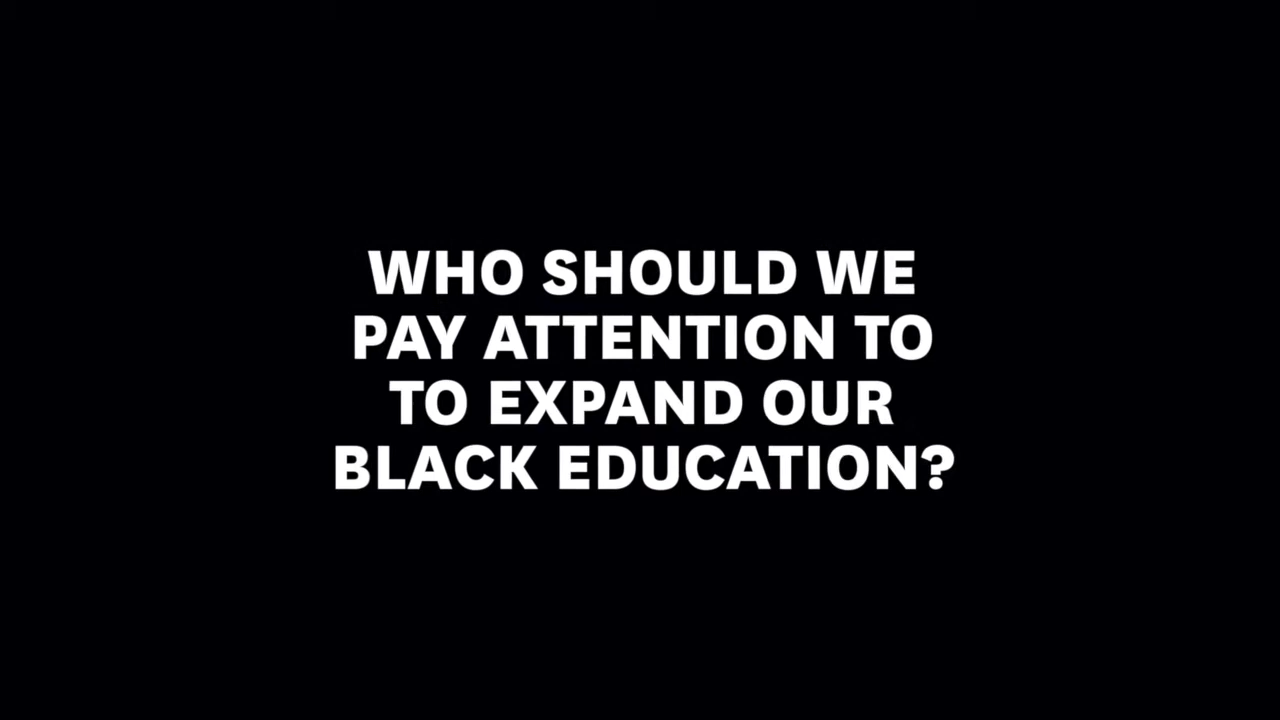 WHO SHOULD WE
PAY ATTENTION TO
TO EXPAND OUR
BLACK EDUCATION?